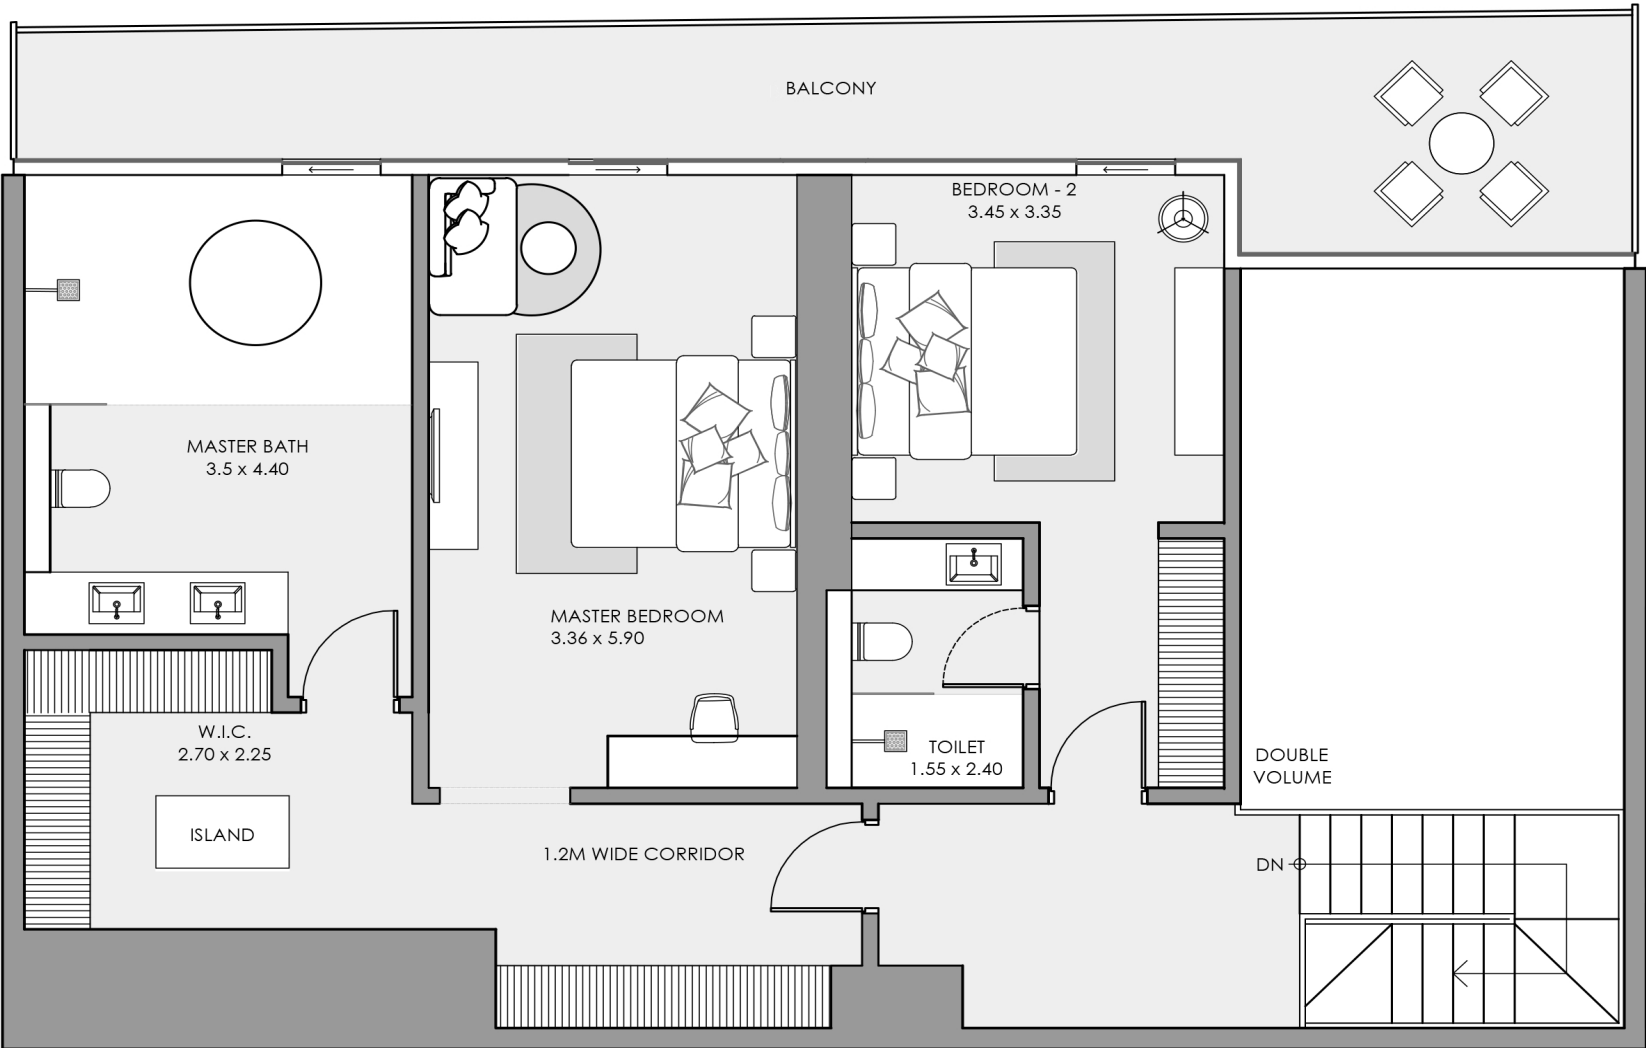 BALCONY
BEDROOM - 2
3.45 x 3.35
MASTER BATH
3.5 x 4.40
MASTER BEDROOM
3.36 x 5.90
W.I.C.
2.70 x 2.25
TOILET
1.55 x 2.40
DOUBLE
VOLUME
ISLAND
1.2M WIDE CORRIDOR
DN